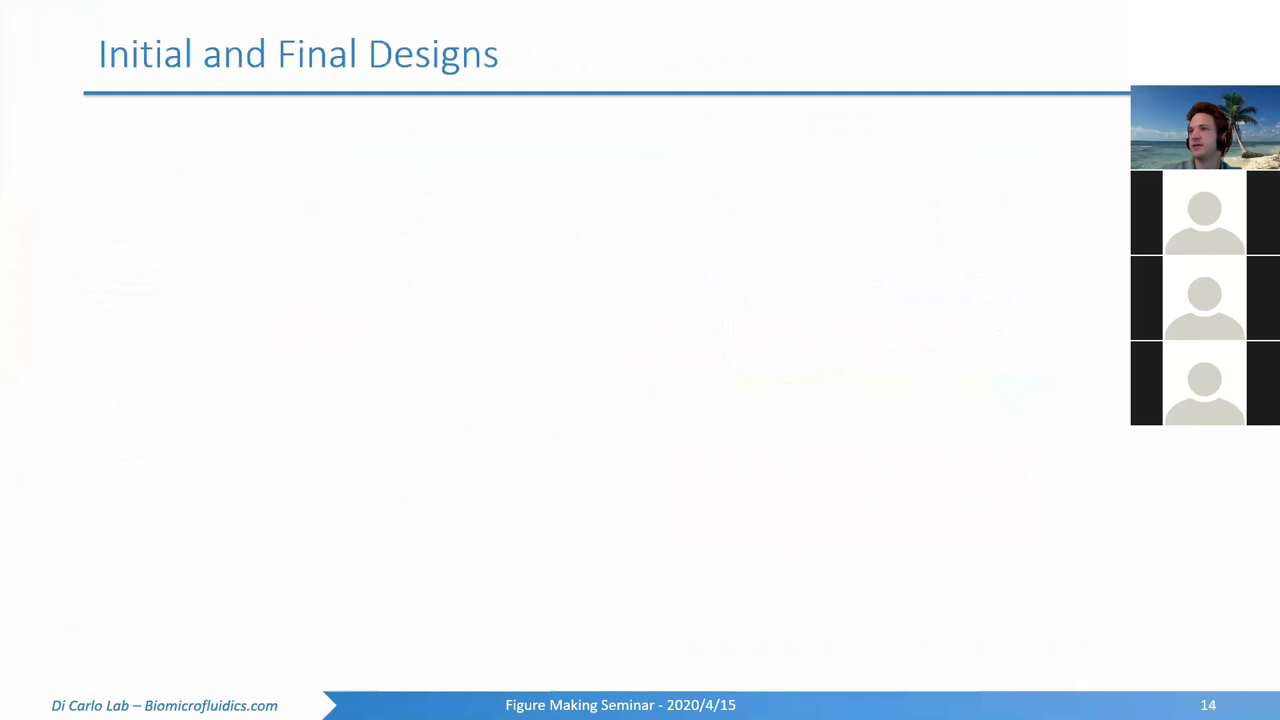 Initial and Final Designs
Di Carlo Lab – Biomicrofluidics.com
Figure Making Seminar - 2020/4/15
14